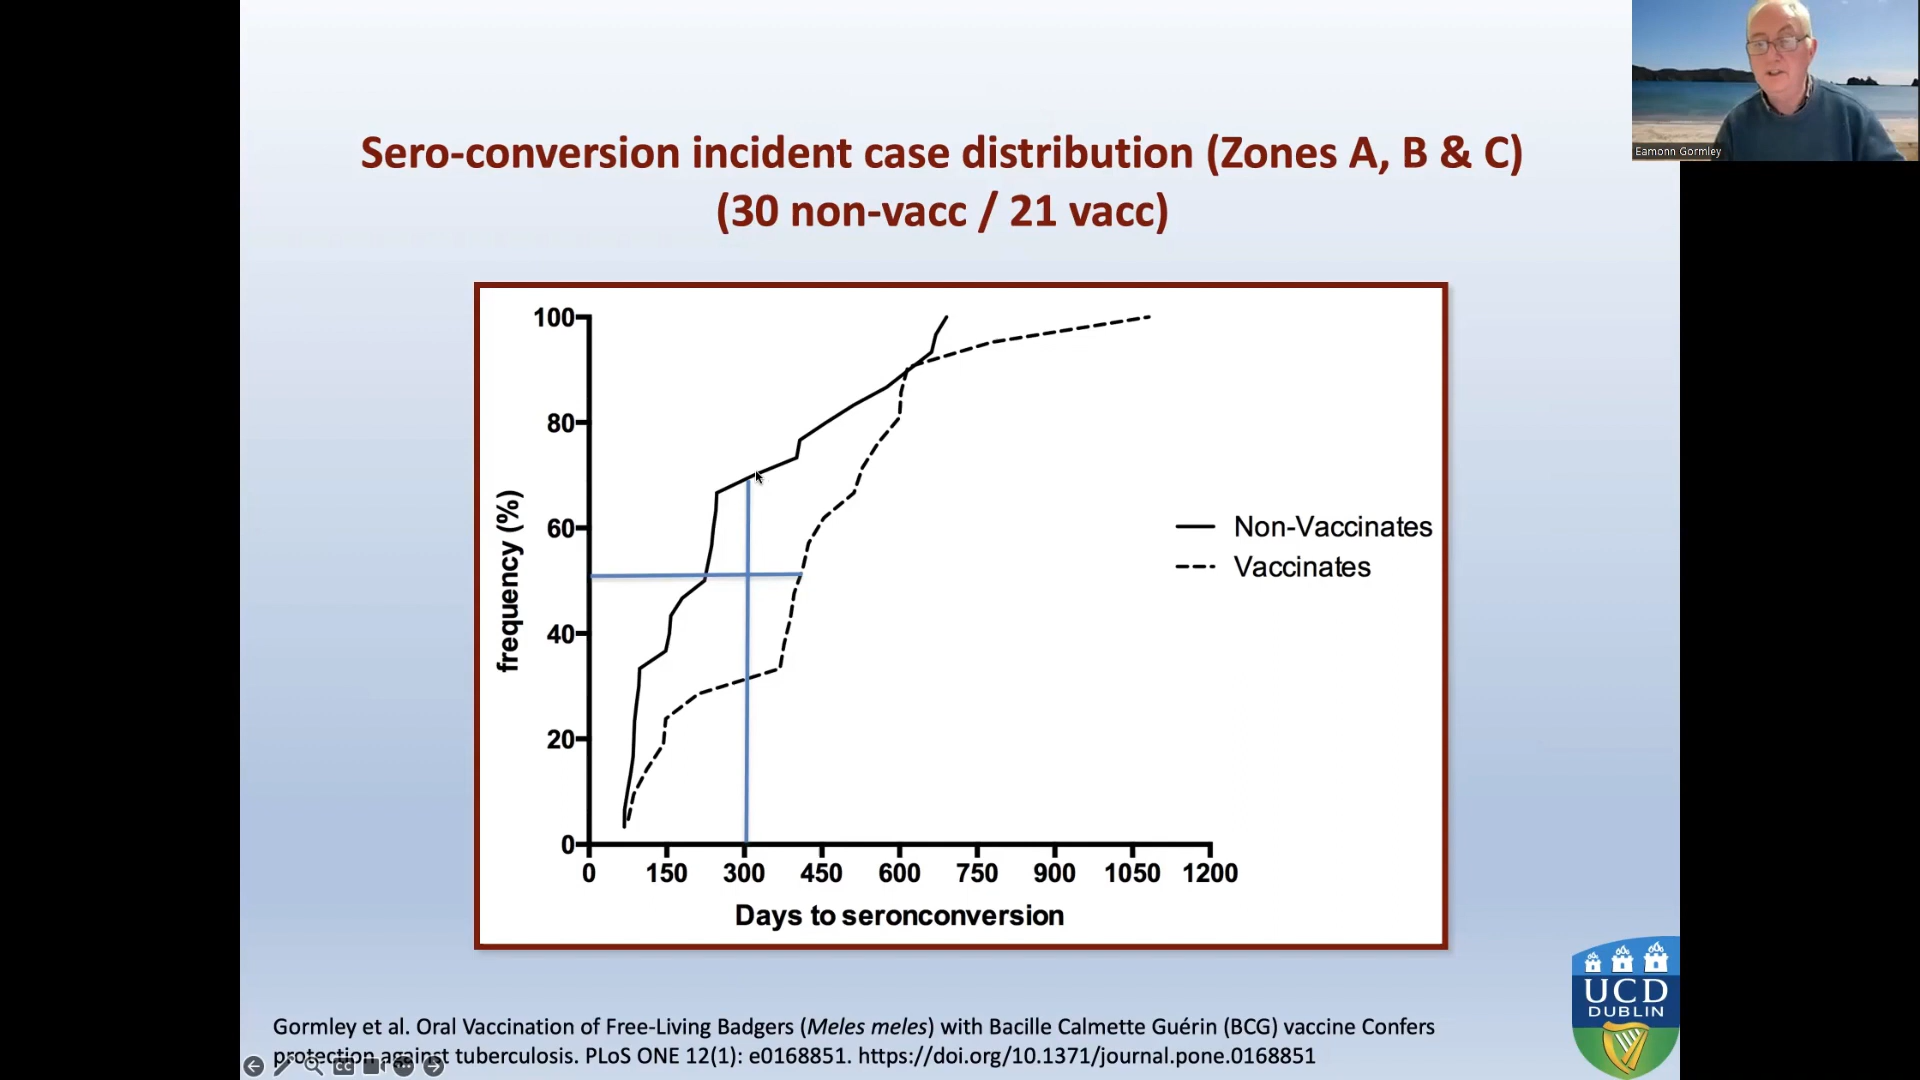 Eamonn Gormley
Sero-conversion incident case distribution (Zones A, B & C)
(30 non-vacc / 21 vacc)
100
80
60
40
20
0
frequency (%)
0 150 300 450 600 750 900 1050 1200
Days to seronconversion
Non-Vaccinates
Vaccinates
UCD
DUBLIN
Gormley et al. Oral Vaccination of Free-Living Badgers (Meles meles) with Bacille Calmette Guérin (BCG) vaccine Confers
protection against tuberculosis. PLoS ONE 12(1): e0168851. https://doi.org/10.1371/journal.pone.0168851
CC